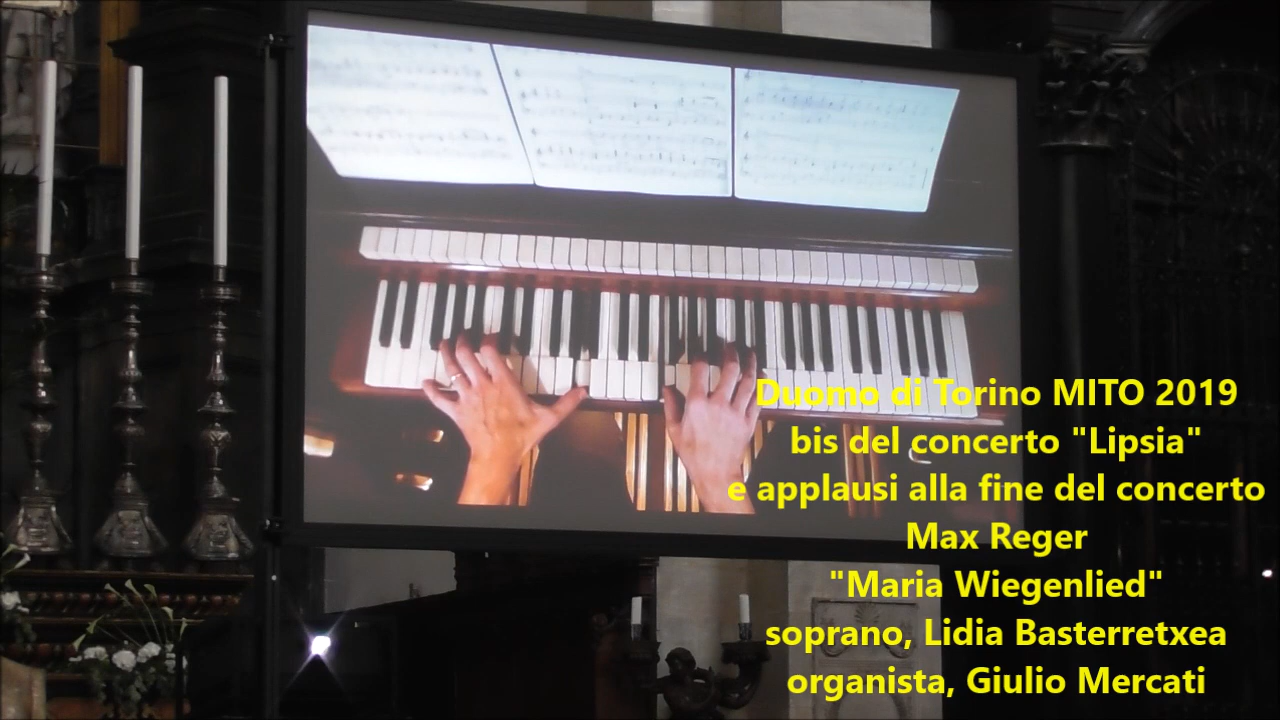 Duomo di Torino MITO 2019
bis del concerto "Lipsia"
e applausi alla fine del concerto
Max Reger
"Maria Wiegenlied"
soprano, Lidia Basterretxea
organista, Giulio Mercati